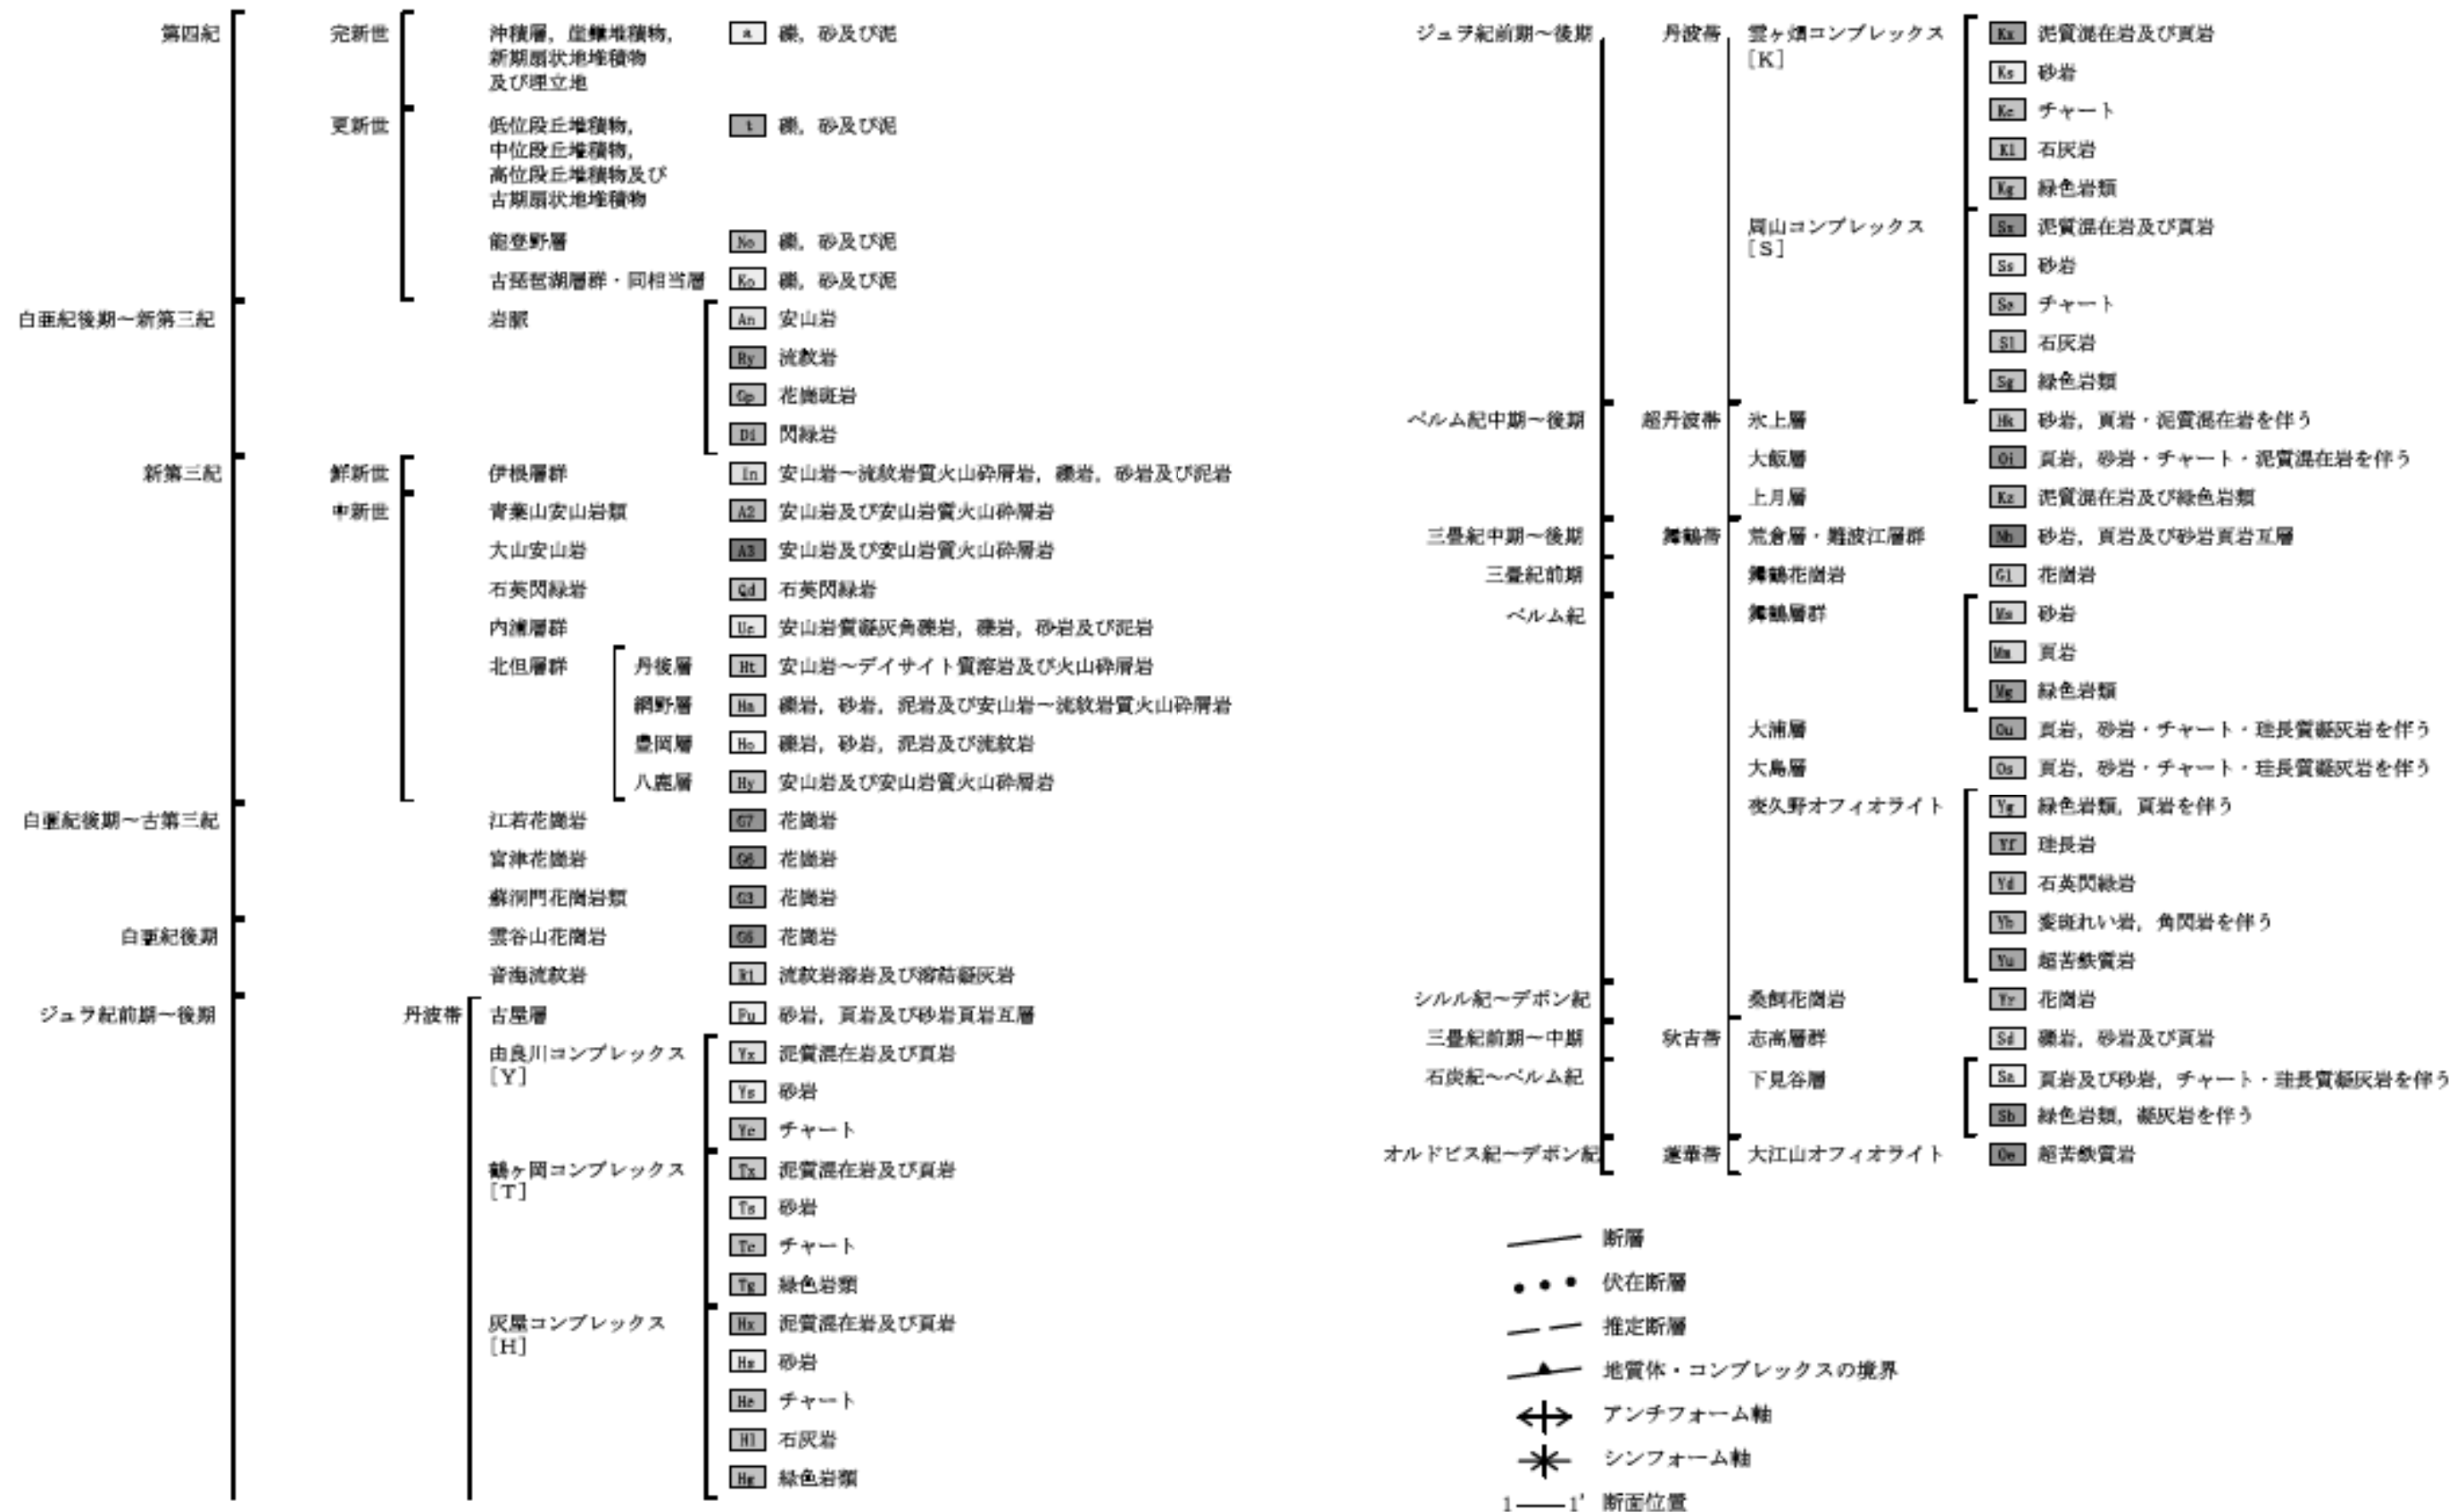 第四紀 完新世 沖積層，崖錐堆積物， a 礫，砂及び泥
新期扇状地堆積物
及び埋立地
更新世 低位段丘堆積物， t 礫，砂及び泥
中位段丘堆積物，
高位段丘堆積物及び
古期扇状地堆積物
能登野層 No 礫，砂及び泥
古琵琶湖層群・同相当層 Ko 礫，砂及び泥
白亜紀後期～新第三紀 岩脈 An 安山岩
Ry 流紋岩
Gp 花崗斑岩
Di 閃緑岩
新第三紀 鮮新世 伊根層群 In 安山岩～流紋岩質火山砕屑岩，礫岩，砂岩及び泥岩
中新世 青葉山安山岩類 A2 安山岩及び安山岩質火山砕屑岩
大山安山岩 A3 安山岩及び安山岩質火山砕屑岩
石英閃緑岩 Qd 石英閃緑岩
内浦層群 Uc 安山岩質凝灰角礫岩，礫岩，砂岩及び泥岩
北但層群 丹後層 Ht 安山岩～デイサイト質溶岩及び火山砕屑岩
網野層 Ha 礫岩，砂岩，泥岩及び安山岩～流紋岩質火山砕屑岩
豊岡層 Ho 礫岩，砂岩，泥岩及び流紋岩
八鹿層 Hy 安山岩及び安山岩質火山砕屑岩
白亜紀後期～古第三紀 江若花崗岩 G7 花崗岩
宮津花崗岩 G6 花崗岩
蘇洞門花崗岩類 G3 花崗岩
白亜紀後期 雲谷山花崗岩 G5 花崗岩
音海流紋岩 R1 流紋岩溶岩及び溶結凝灰岩
ジュラ紀前期～後期 丹波帯 古屋層 Fu 砂岩，頁岩及び砂岩頁岩互層
由良川コンプレックス Yx 泥質混在岩及び頁岩
[Y]
Ys 砂岩
Yc チャート
鶴ヶ岡コンプレックス Tx 泥質混在岩及び頁岩
[T]
Ts 砂岩
Tc チャート
Tg 緑色岩類
灰屋コンプレックス Hx 泥質混在岩及び頁岩
[H]
Hs 砂岩
Hc チャート
Hl 石灰岩
Hg 緑色岩類
ジュラ紀前期～後期 丹波帯 雲ヶ畑コンプレックス Kx 泥質混在岩及び頁岩
[K]
Ks 砂岩
Kc チャート
Kl 石灰岩
Kg 緑色岩類
周山コンプレックス Sx 泥質混在岩及び頁岩
[S]
Ss 砂岩
Sc チャート
Sl 石灰岩
Sg 緑色岩類
ペルム紀中期～後期 超丹波帯 氷上層 Hk 砂岩，頁岩・泥質混在岩を伴う
大飯層 Oi 頁岩，砂岩・チャート・泥質混在岩を伴う
上月層 Kz 泥質混在岩及び緑色岩類
三畳紀中期～後期 舞鶴帯 荒倉層・難波江層群 Nb 砂岩，頁岩及び砂岩頁岩互層
三畳紀前期 舞鶴花崗岩 G1 花崗岩
ペルム紀 舞鶴層群 Ms 砂岩
Mm 頁岩
Mg 緑色岩類
大浦層 Ou 頁岩，砂岩・チャート・珪長質凝灰岩を伴う
大島層 Os 頁岩，砂岩・チャート・珪長質凝灰岩を伴う
夜久野オフィオライト Yg 緑色岩類，頁岩を伴う
Yf 珪長岩
Yd 石英閃緑岩
Yb 変斑れい岩，角閃岩を伴う
Yu 超苦鉄質岩
シルル紀～デボン紀 桑飼花崗岩 Yr 花崗岩
三畳紀前期～中期 秋吉帯 志高層群 Sd 礫岩，砂岩及び頁岩
石炭紀～ペルム紀 下見谷層 Sa 頁岩及び砂岩，チャート・珪長質凝灰岩を伴う
Sb 緑色岩類，凝灰岩を伴う
オルドビス紀～デボン紀 蓮華帯 大江山オフィオライト Oe 超苦鉄質岩
断層
伏在断層
推定断層
地質体・コンプレックスの境界
アンチフォーム軸
シンフォーム軸
1 1' 断面位置